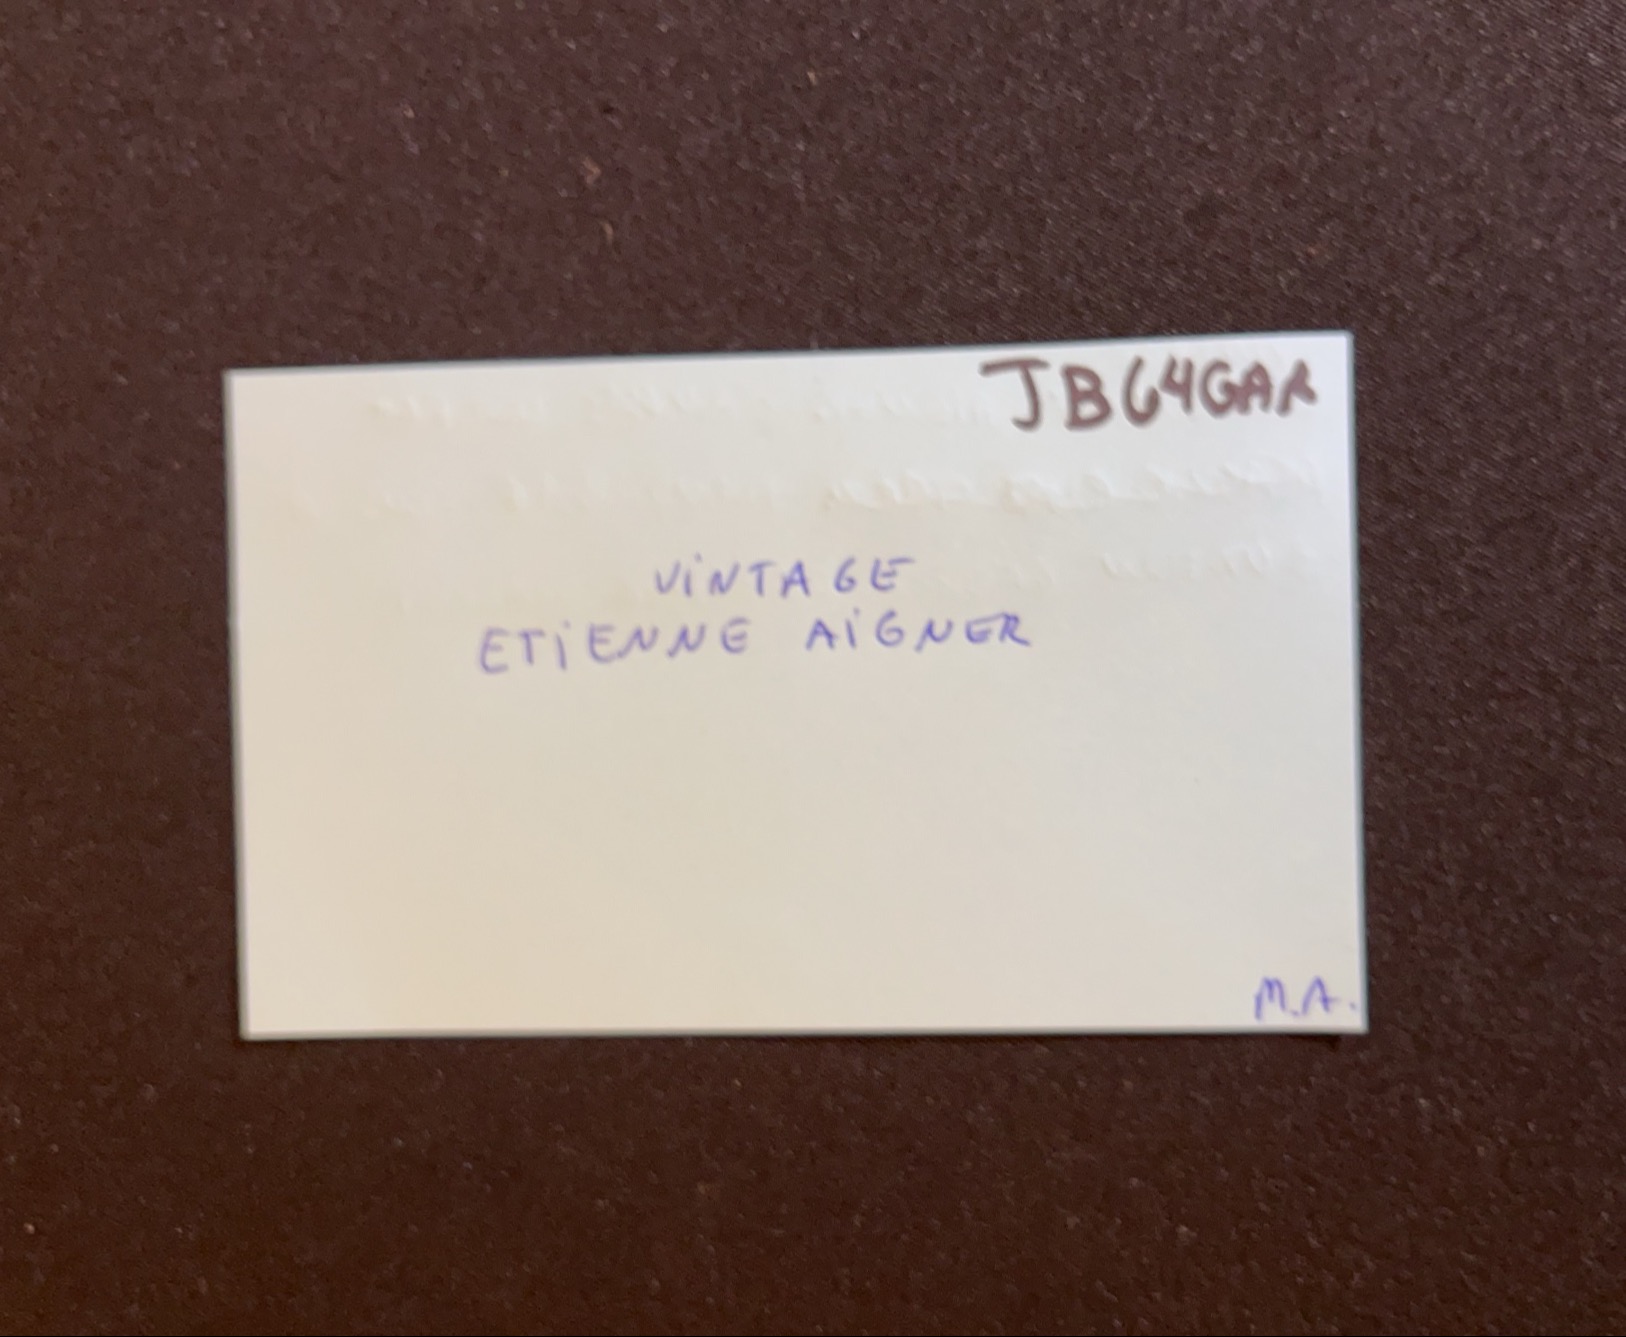 JB64GAR
ViNTAGE
ETiENNE AiGNER
M.A.